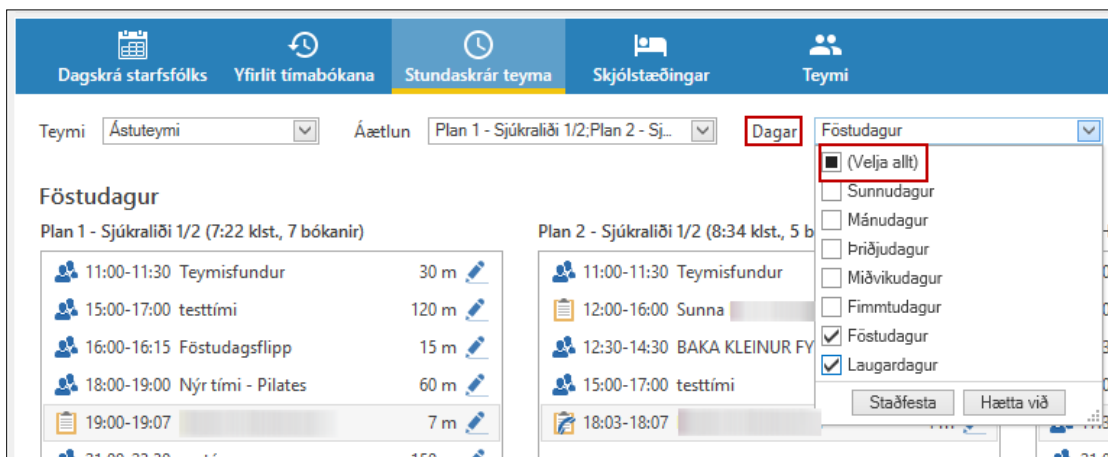 Dagskrá starfsfólks Yfirlit tímabókana Stundaskrár teyma Skjólstæðingar Teymi
Teymi Ástuteymi Áætlun Plan 1 - Sjúkraliði 1/2;Plan 2 - Sj... Dagar Föstudagur
(Velja allt)
Sunnudagur
Mánudagur
Þriðjudagur
Miðvikudagur
Fimmtudagur
Föstudagur
Laugardagur
Staðfesta Hætta við
Föstudagur
Plan 1 - Sjúkraliði 1/2 (7:22 klst., 7 bókanir)
11:00-11:30 Teymisfundur 30 m
15:00-17:00 testtími 120 m
16:00-16:15 Föstudagsflipp 15 m
18:00-19:00 Nýr tími - Pilates 60 m
19:00-19:07 7 m
Plan 2 - Sjúkraliði 1/2 (8:34 klst., 5 b
11:00-11:30 Teymisfundur
12:00-16:00 Sunna
12:30-14:30 BAKA KLEINUR FY
15:00-17:00 testtími
18:03-18:07